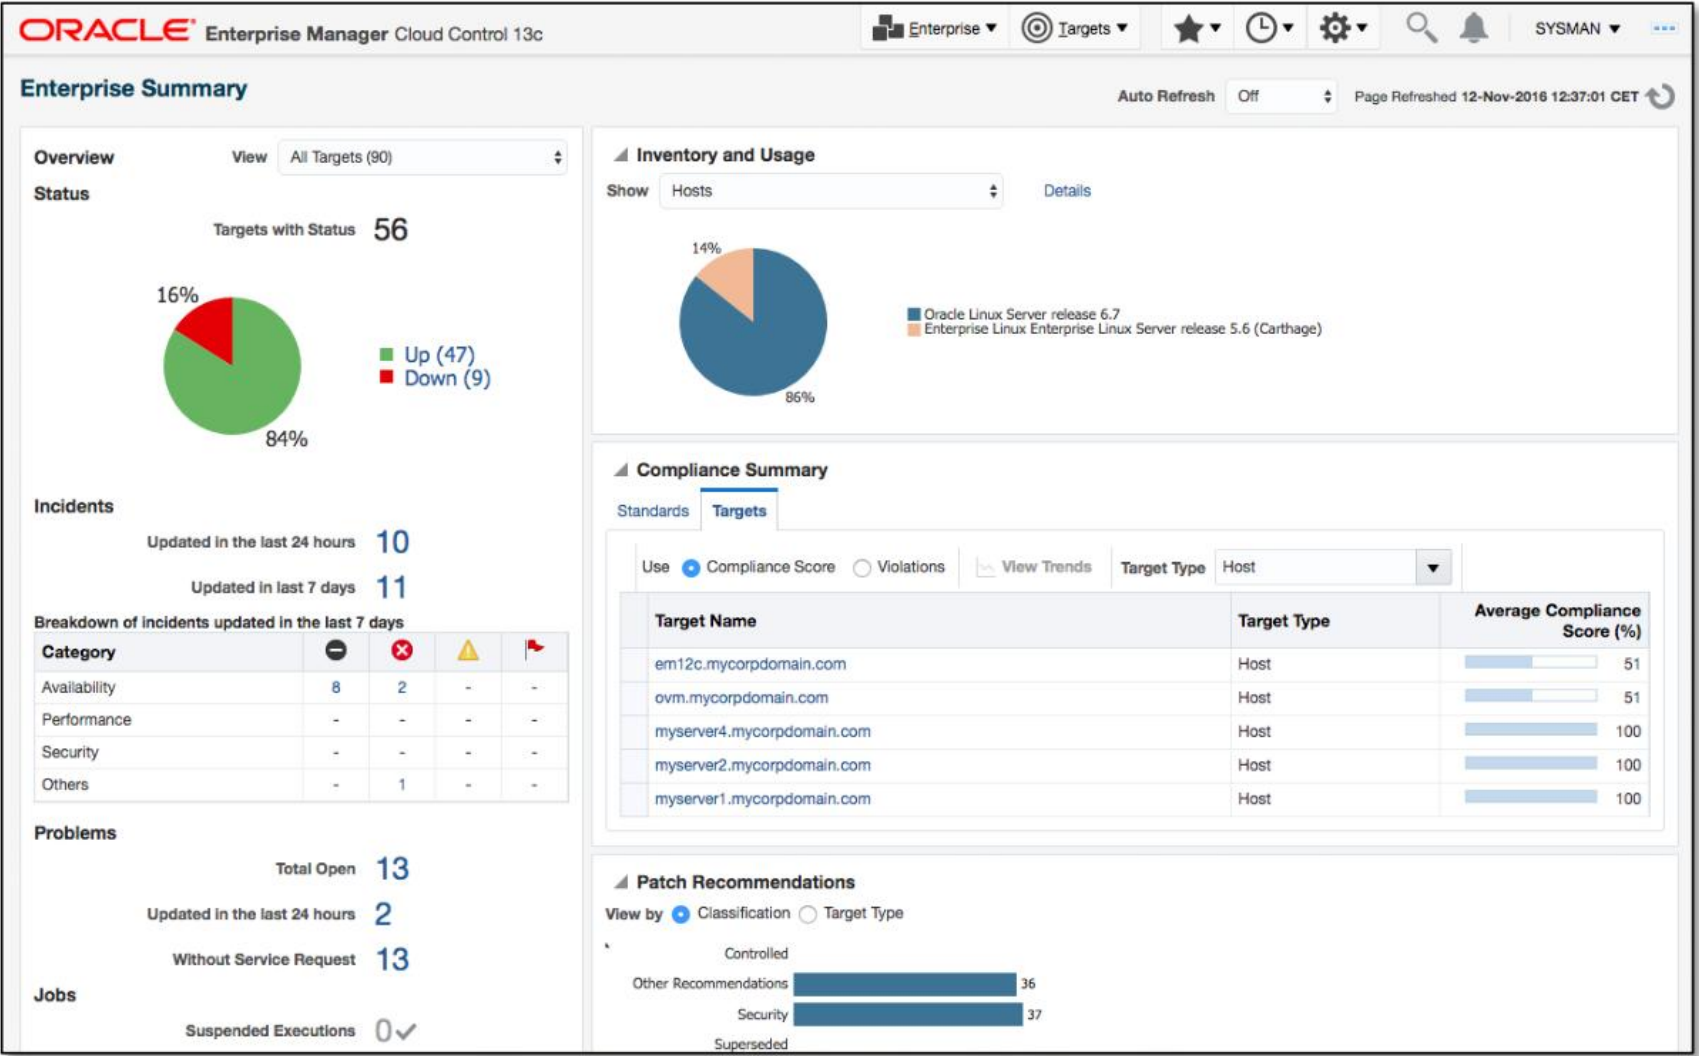 ORACLE Enterprise Manager Cloud Control 13c
Enterprise
Targets
SYSMAN
Enterprise Summary
Auto Refresh Off
Page Refreshed 12-Nov-2016 12:37:01 CET
Overview
View All Targets (90)
Status
Targets with Status 56
16%
84%
Up (47)
Down (9)
Incidents
Updated in the last 24 hours 10
Updated in last 7 days 11
Breakdown of incidents updated in the last 7 days
Category
Availability 8 2 - -
Performance - - - -
Security - - - -
Others - 1 - -
Problems
Total Open 13
Updated in the last 24 hours 2
Without Service Request 13
Jobs
Suspended Executions 0
Inventory and Usage
Show Hosts
Details
14%
86%
Oracle Linux Server release 6.7
Enterprise Linux Enterprise Linux Server release 5.6 (Carthage)
Compliance Summary
Standards Targets
Use Compliance Score Violations View Trends Target Type Host
Target Name Target Type Average Compliance
Score (%)
em12c.mycorpdomain.com Host 51
ovm.mycorpdomain.com Host 51
myserver4.mycorpdomain.com Host 100
myserver2.mycorpdomain.com Host 100
myserver1.mycorpdomain.com Host 100
Patch Recommendations
View by Classification Target Type
Controlled
Other Recommendations 36
Security 37
Superseded